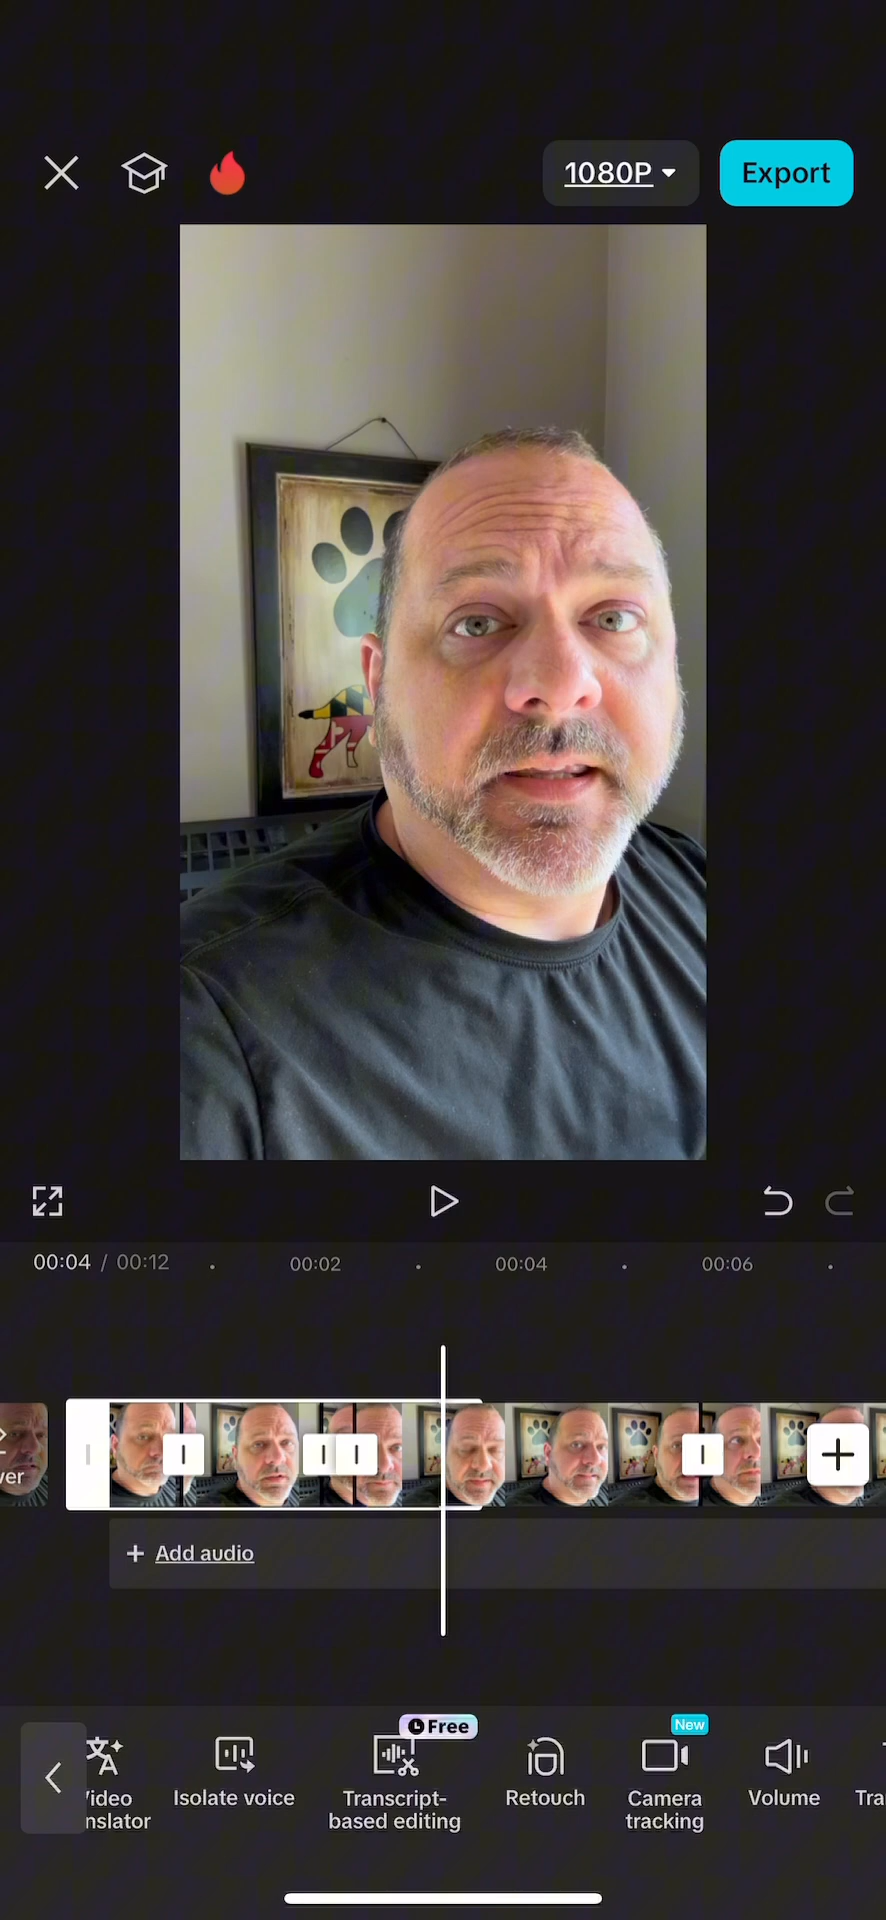 1080P
Export
00:04 / 00:12
00:02
00:04
00:06
ver
+ Add audio
Free
New
Video
nslator
Isolate voice
Transcript-
based editing
Retouch
Camera
tracking
Volume
Tra